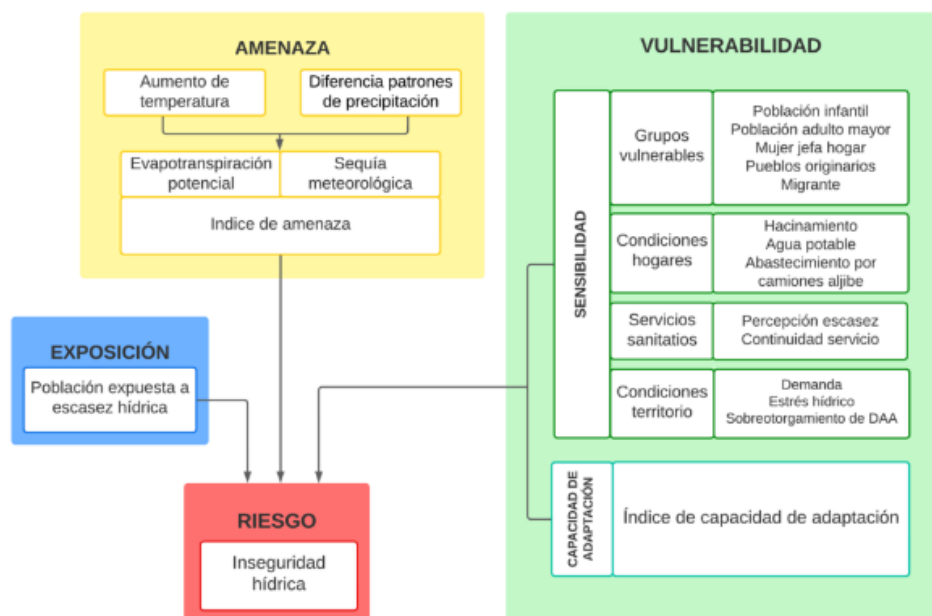 AMENAZA
Aumento de
temperatura
Diferencia patrones
de precipitación
Evapotranspiración
potencial
Sequía
meteorológica
Indice de amenaza
EXPOSICIÓN
Población expuesta a
escasez hídrica
RIESGO
Inseguridad
hídrica
VULNERABILIDAD
SENSIBILIDAD
Grupos
vulnerables
Población infantil
Población adulto mayor
Mujer jefa hogar
Pueblos originarios
Migrante
Condiciones
hogares
Hacinamiento
Agua potable
Abastecimiento por
camiones aljibe
Servicios
sanitatios
Percepción escasez
Continuidad servicio
Condiciones
territorio
Demanda
Estrés hídrico
Sobreotorgamiento de DAA
CAPACIDAD DE
ADAPTACIÓN
Índice de capacidad de adaptación